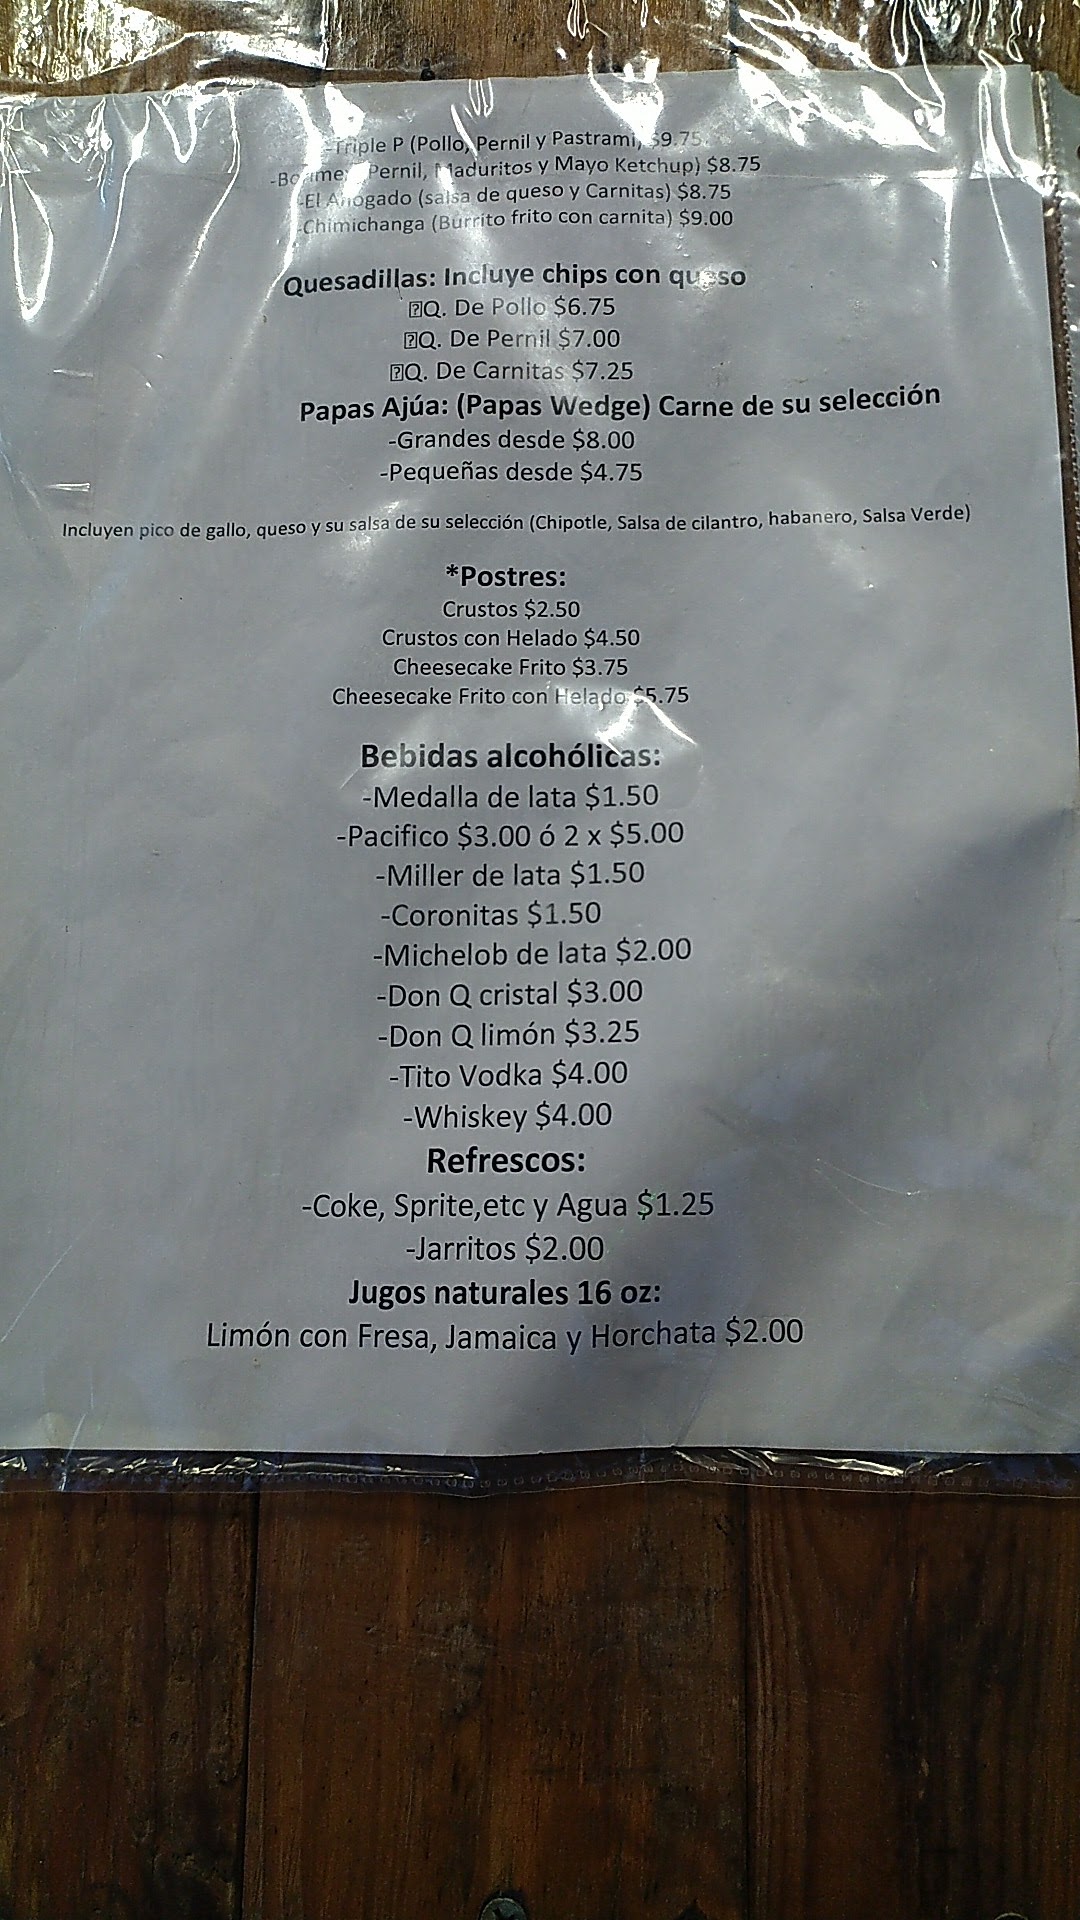 -Triple P (Pollo, Pernil y Pastrami) $9.75
Pernil, Maduritos y Mayo Ketchup) $8.75
-El Ahogado (salsa de queso y Carnitas) $8.75
-Chimichanga (Burrito frito con carnita) $9.00
Quesadillas: Incluye chips con queso
Q. De Pollo $6.75
Q. De Pernil $7.00
Q. De Carnitas $7.25
Papas Ajúa: (Papas Wedge) Carne de su selección
-Grandes desde $8.00
-Pequeñas desde $4.75
Incluyen pico de gallo, queso y su salsa de su selección (Chipotle, Salsa de cilantro, habanero, Salsa Verde)
*Postres:
Crustos $2.50
Crustos con Helado $4.50
Cheesecake Frito $3.75
Cheesecake Frito con Helado $5.75
Bebidas alcohólicas:
-Medalla de lata $1.50
-Pacifico $3.00 ó 2 x $5.00
-Miller de lata $1.50
-Coronitas $1.50
-Michelob de lata $2.00
-Don Q cristal $3.00
-Don Q limón $3.25
-Tito Vodka $4.00
-Whiskey $4.00
Refrescos:
-Coke, Sprite,etc y Agua $1.25
-Jarritos $2.00
Jugos naturales 16 oz:
Limón con Fresa, Jamaica y Horchata $2.00